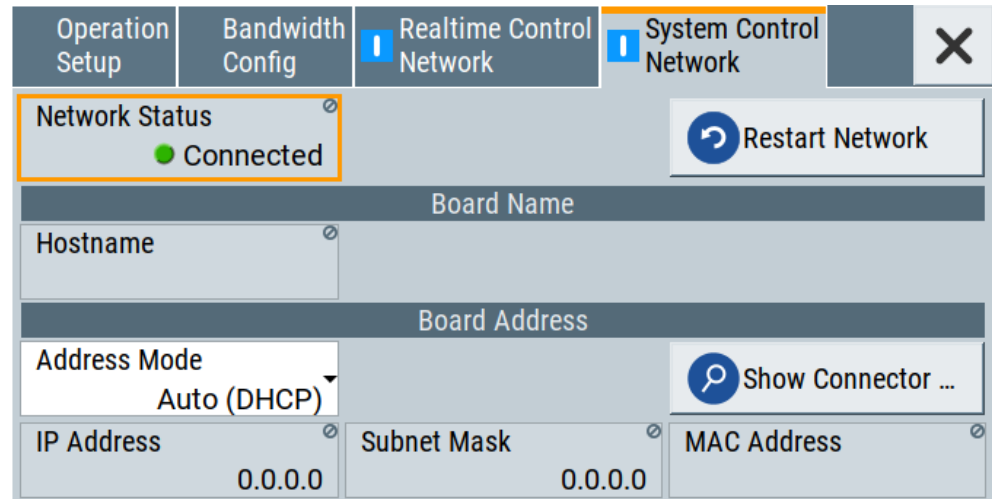 Operation Setup
Bandwidth Config
Realtime Control Network
System Control Network
Network Status
Connected
Restart Network
Board Name
Hostname
Board Address
Address Mode
Auto (DHCP)
Show Connector ...
IP Address
0.0.0.0
Subnet Mask
0.0.0.0
MAC Address